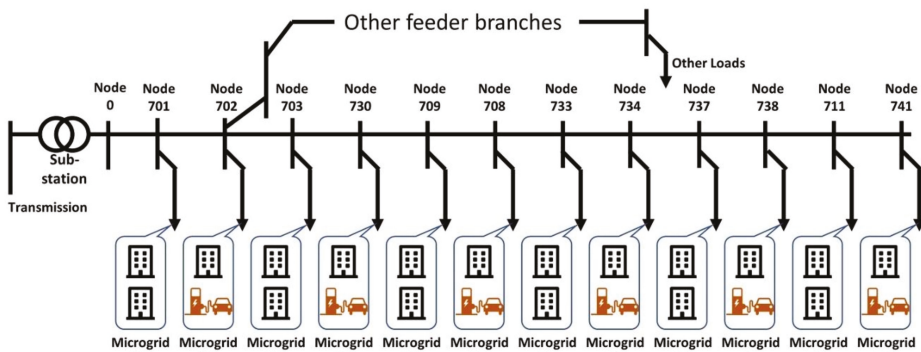 Other feeder branches
Other Loads
Node 0
Node 701
Node 702
Node 703
Node 730
Node 709
Node 708
Node 733
Node 734
Node 737
Node 738
Node 711
Node 741
Sub-
station
Transmission
Microgrid Microgrid Microgrid Microgrid Microgrid Microgrid Microgrid Microgrid Microgrid Microgrid Microgrid Microgrid